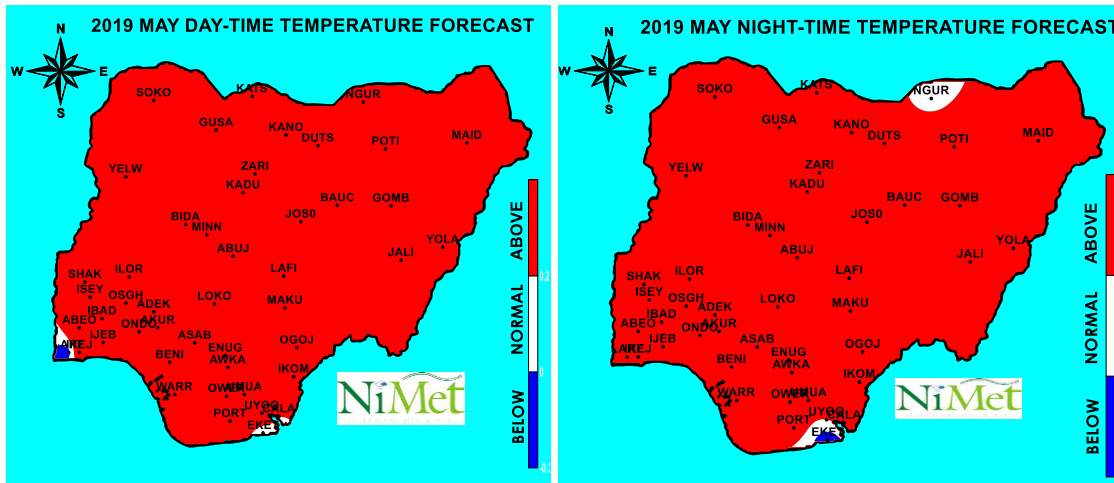 2019 MAY DAY-TIME TEMPERATURE FORECAST
N
W E
S
SOKO
KATS
NGUR
GUSA
KANO
DUTS
POTI
MAID
YELW
ZARI
KADU
BAUC
GOMB
BIDA
MINN
JOS0
ABUJ
YOLA
JALI
SHAK
ILOR
LAFI
ISEY
OSGH
LOKO
MAKU
IBAD
ADEK
ABEO
ONDO
AKUR
IJEB
ASAB
OGOJ
BENI
ENUG
AWKA
IKOM
WARR
OWER
UMUA
PORT
UYOO
CALA
EKET
NiMet
ABOVE
NORMAL
BELOW
0.2
0
-0.2
2019 MAY NIGHT-TIME TEMPERATURE FORECAST
N
W E
S
SOKO
KATS
NGUR
GUSA
KANO
DUTS
POTI
MAID
YELW
ZARI
KADU
BAUC
GOMB
BIDA
MINN
JOS0
ABUJ
YOLA
JALI
SHAK
ILOR
LAFI
ISEY
OSGH
LOKO
MAKU
IBAD
ADEK
ABEO
ONDO
AKUR
IJEB
ASAB
OGOJ
IKEJ
BENI
ENUG
AWKA
IKOM
WARR
OWER
UMUA
PORT
UYOO
CALA
EKET
NiMet
ABOVE
NORMAL
BELOW